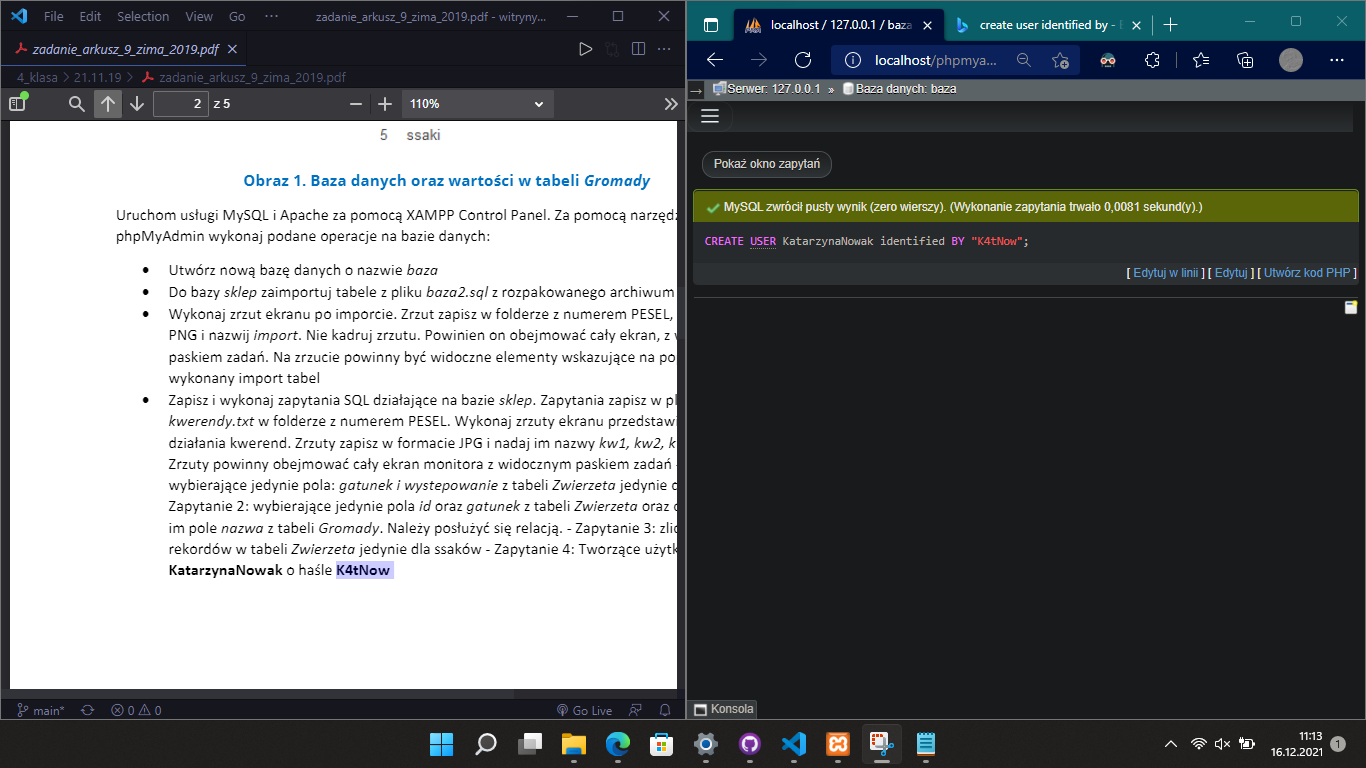 File Edit Selection View Go ··· zadanie_arkusz_9_zima_2019.pdf - witryny...
zadanie_arkusz_9_zima_2019.pdf
4_klasa > 21.11.19 > zadanie_arkusz_9_zima_2019.pdf
2 z 5 110%
5 ssaki
Obraz 1. Baza danych oraz wartości w tabeli Gromady
Uruchom usługi MySQL i Apache za pomocą XAMPP Control Panel. Za pomocą narzędz
phpMyAdmin wykonaj podane operacje na bazie danych:
• Utwórz nową bazę danych o nazwie baza
• Do bazy sklep zaimportuj tabele z pliku baza2.sql z rozpakowanego archiwum
• Wykonaj zrzut ekranu po imporcie. Zrzut zapisz w folderze z numerem PESEL,
PNG i nazwij import. Nie kadruj zrzutu. Powinien on obejmować cały ekran, z w
paskiem zadań. Na zrzucie powinny być widoczne elementy wskazujące na po
wykonany import tabel
• Zapisz i wykonaj zapytania SQL działające na bazie sklep. Zapytania zapisz w pl
kwerendy.txt w folderze z numerem PESEL. Wykonaj zrzuty ekranu przedstawi
działania kwerend. Zrzuty zapisz w formacie JPG i nadaj im nazwy kw1, kw2, k
Zrzuty powinny obejmować cały ekran monitora z widocznym paskiem zadań -
wybierające jedynie pola: gatunek i wystepowanie z tabeli Zwierzeta jedynie d
Zapytanie 2: wybierające jedynie pola id oraz gatunek z tabeli Zwierzeta oraz o
im pole nazwa z tabeli Gromady. Należy posłużyć się relacją. - Zapytanie 3: zlic
rekordów w tabeli Zwierzeta jedynie dla ssaków - Zapytanie 4: Tworzące użytk
KatarzynaNowak o haśle K4tNow
main* 0 0 Go Live
localhost / 127.0.0.1 / baza
create user identified by -
localhost/phpmya...
Serwer: 127.0.0.1 » Baza danych: baza
Pokaż okno zapytań
MySQL zwrócił pusty wynik (zero wierszy). (Wykonanie zapytania trwało 0,0081 sekund(y).)
CREATE USER KatarzynaNowak identified BY "K4tNow";
[ Edytuj w linii ] [ Edytuj ] [ Utwórz kod PHP ]
Konsola
11:13
16.12.2021 1